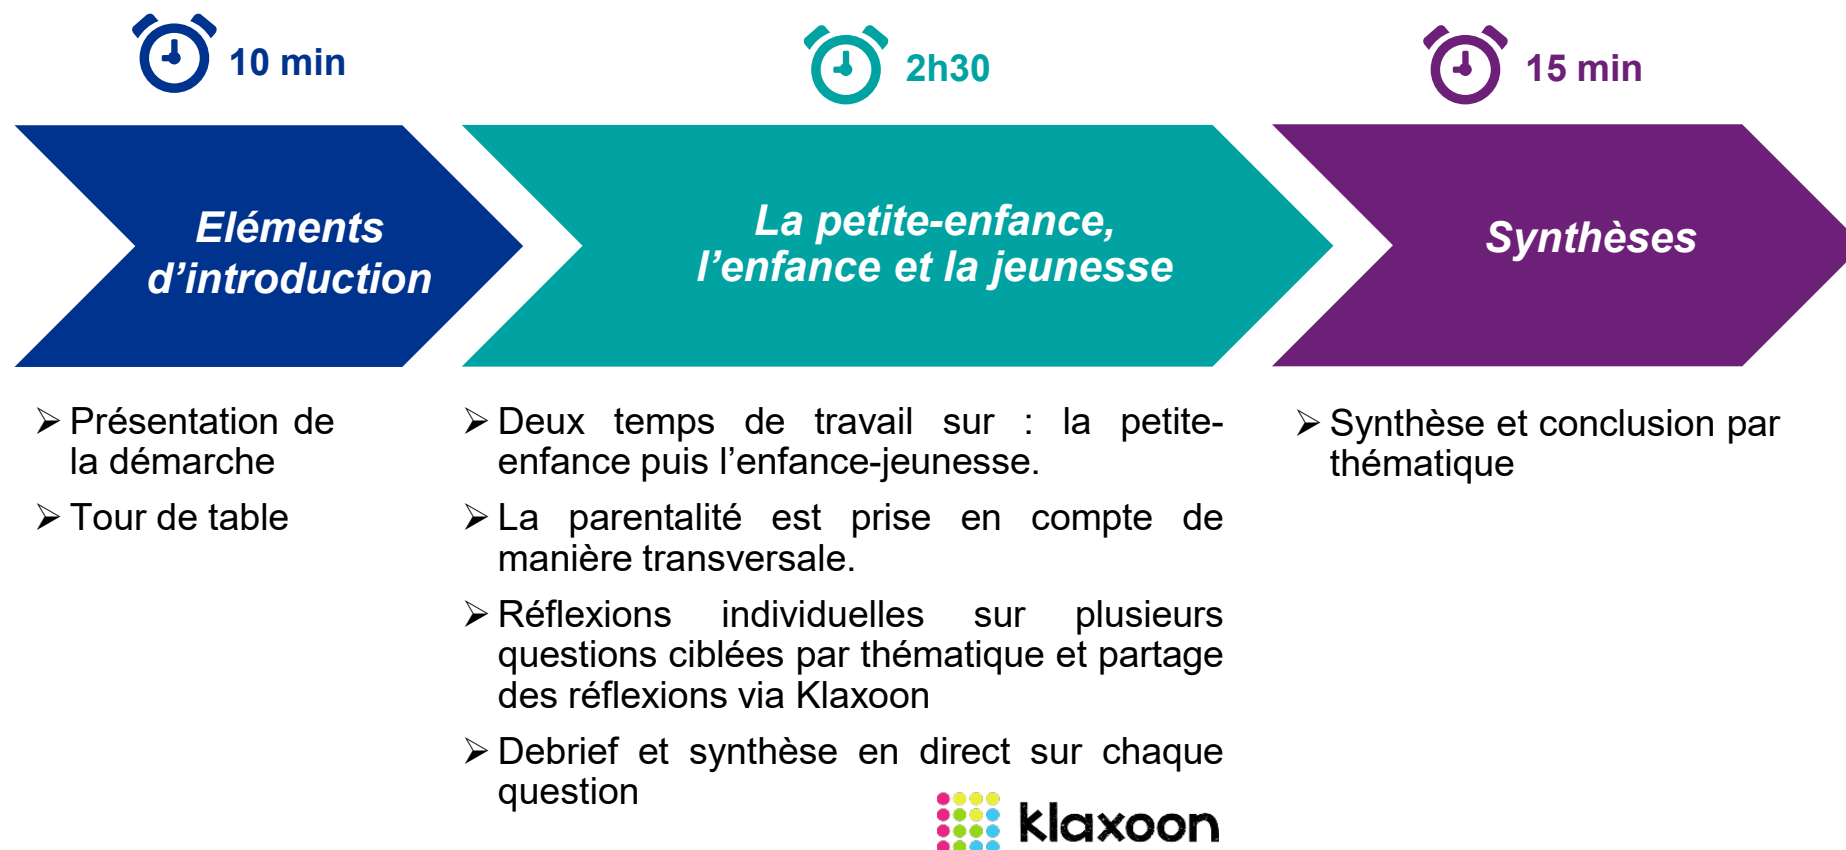 10 min
2h30
15 min
Eléments
d’introduction
La petite-enfance,
l’enfance et la jeunesse
Synthèses
➢ Présentation de
la démarche
➢ Tour de table
➢ Deux temps de travail sur : la petite-
enfance puis l’enfance-jeunesse.
➢ La parentalité est prise en compte de
manière transversale.
➢ Réflexions individuelles sur plusieurs
questions ciblées par thématique et partage
des réflexions via Klaxoon
➢ Debrief et synthèse en direct sur chaque
question
➢ Synthèse et conclusion par
thématique
klaxoon